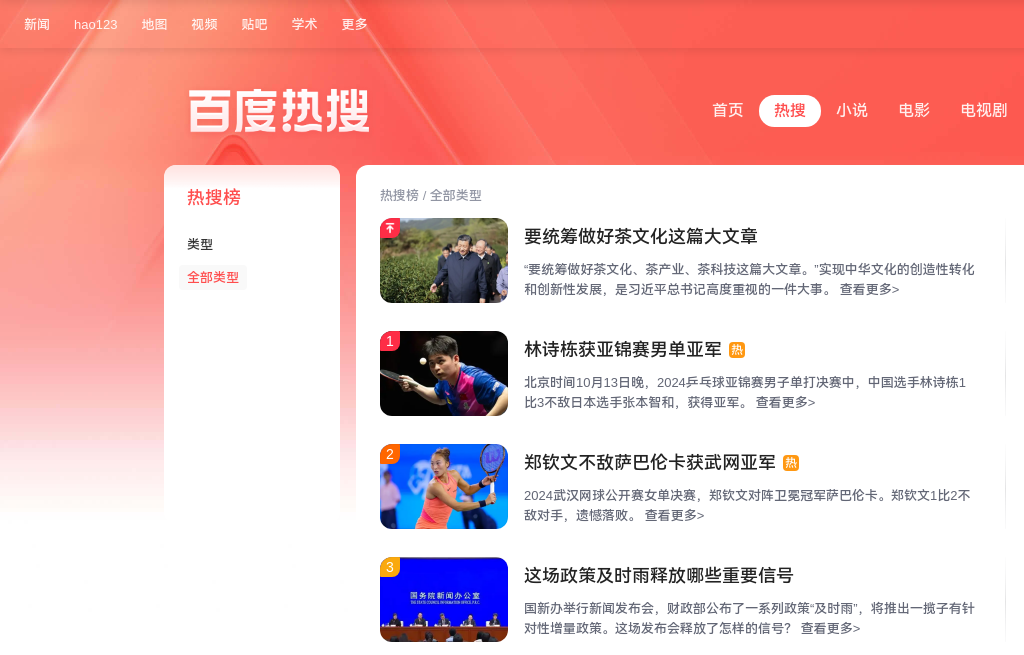 新闻 hao123 地图 视频 贴吧 学术 更多
百度热搜
首页 热搜 小说 电影 电视剧
热搜榜
类型
全部类型
热搜榜 / 全部类型
要统筹做好茶文化这篇大文章
“要统筹做好茶文化、茶产业、茶科技这篇大文章。”实现中华文化的创造性转化
和创新性发展，是习近平总书记高度重视的一件大事。 查看更多>
1
林诗栋获亚锦赛男单亚军 热
北京时间10月13日晚，2024乒乓球亚锦赛男子单打决赛中，中国选手林诗栋1
比3不敌日本选手张本智和，获得亚军。 查看更多>
2
郑钦文不敌萨巴伦卡获武网亚军 热
2024武汉网球公开赛女单决赛，郑钦文对阵卫冕冠军萨巴伦卡。郑钦文1比2不
敌对手，遗憾落败。 查看更多>
3
国务院新闻办公室
THE STATE COUNCIL INFORMATION OFFICE, P.R.C.
这场政策及时雨释放哪些重要信号
国新办举行新闻发布会，财政部公布了一系列政策“及时雨”，将推出一揽子有针
对性增量政策。这场发布会释放了怎样的信号？ 查看更多>